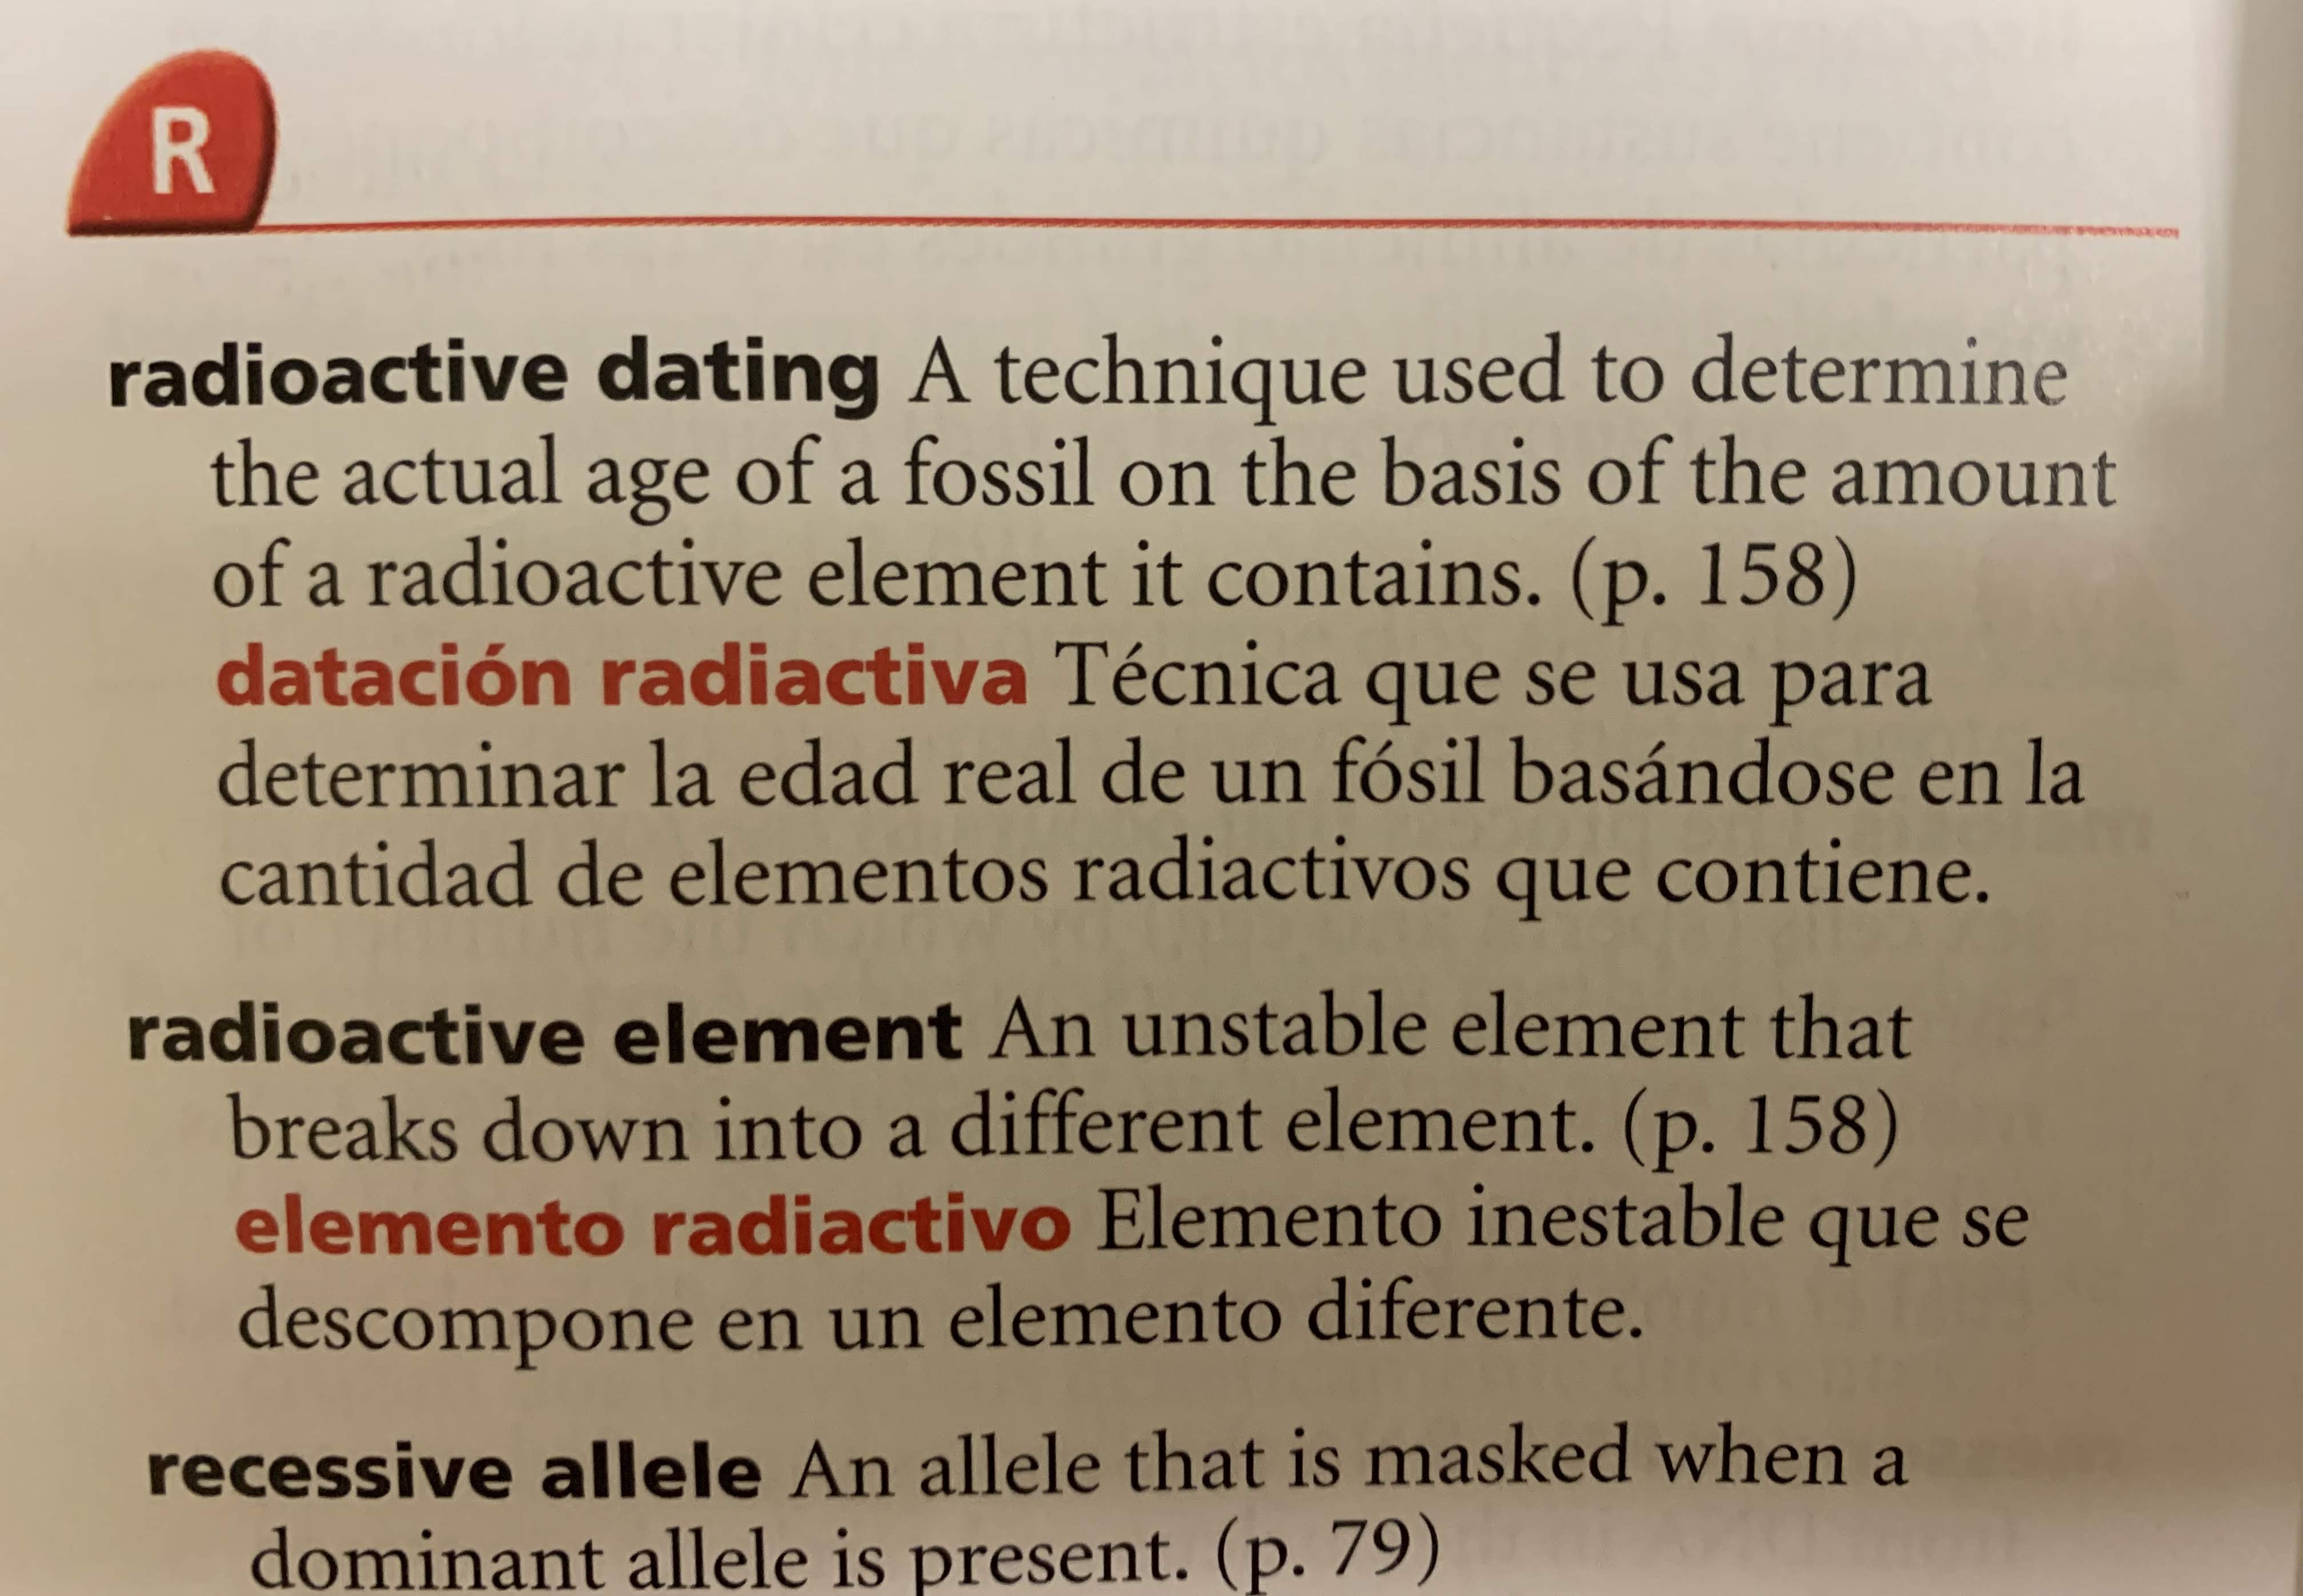 R
radioactive dating A technique used to determine
the actual age of a fossil on the basis of the amount
of a radioactive element it contains. (p. 158)
datación radiactiva Técnica que se usa para
determinar la edad real de un fósil basándose en la
cantidad de elementos radiactivos que contiene.
radioactive element An unstable element that
breaks down into a different element. (p. 158)
elemento radiactivo Elemento inestable que se
descompone en un elemento diferente.
recessive allele An allele that is masked when a
dominant allele is present. (p. 79)